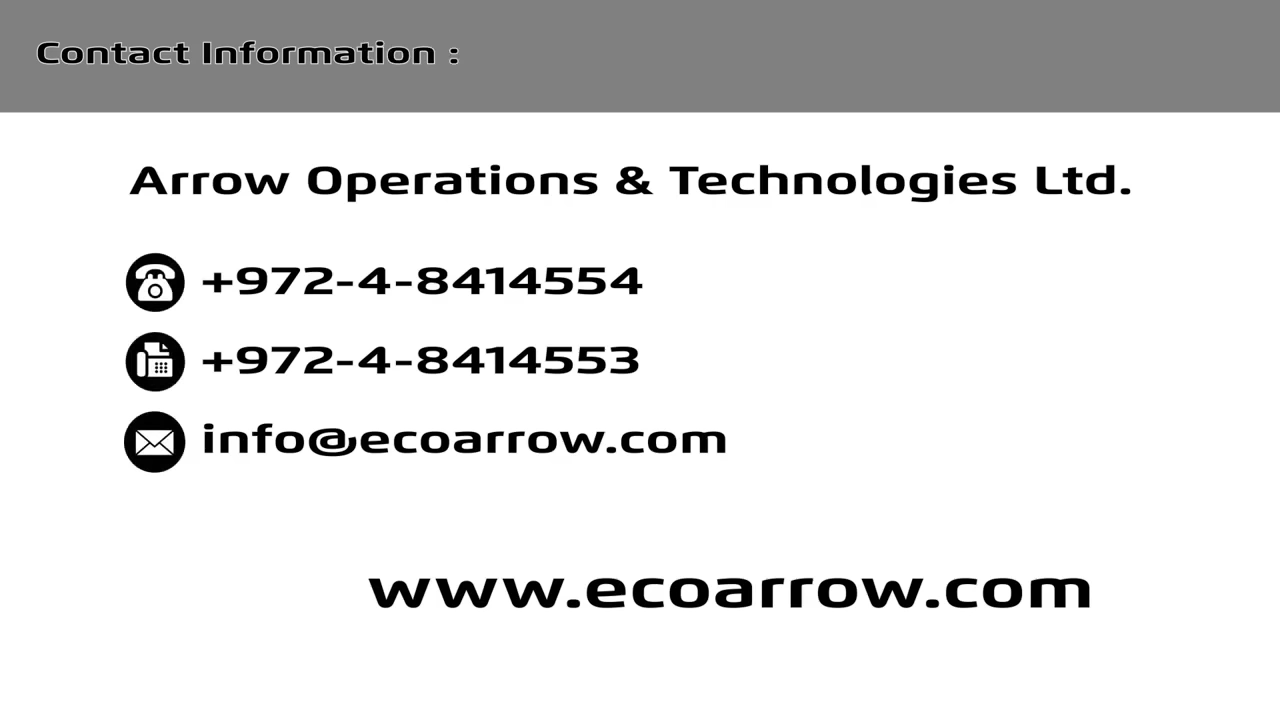 Contact Information :
Arrow Operations & Technologies Ltd.
+972-4-8414554
+972-4-8414553
info@ecoarrow.com
www.ecoarrow.com